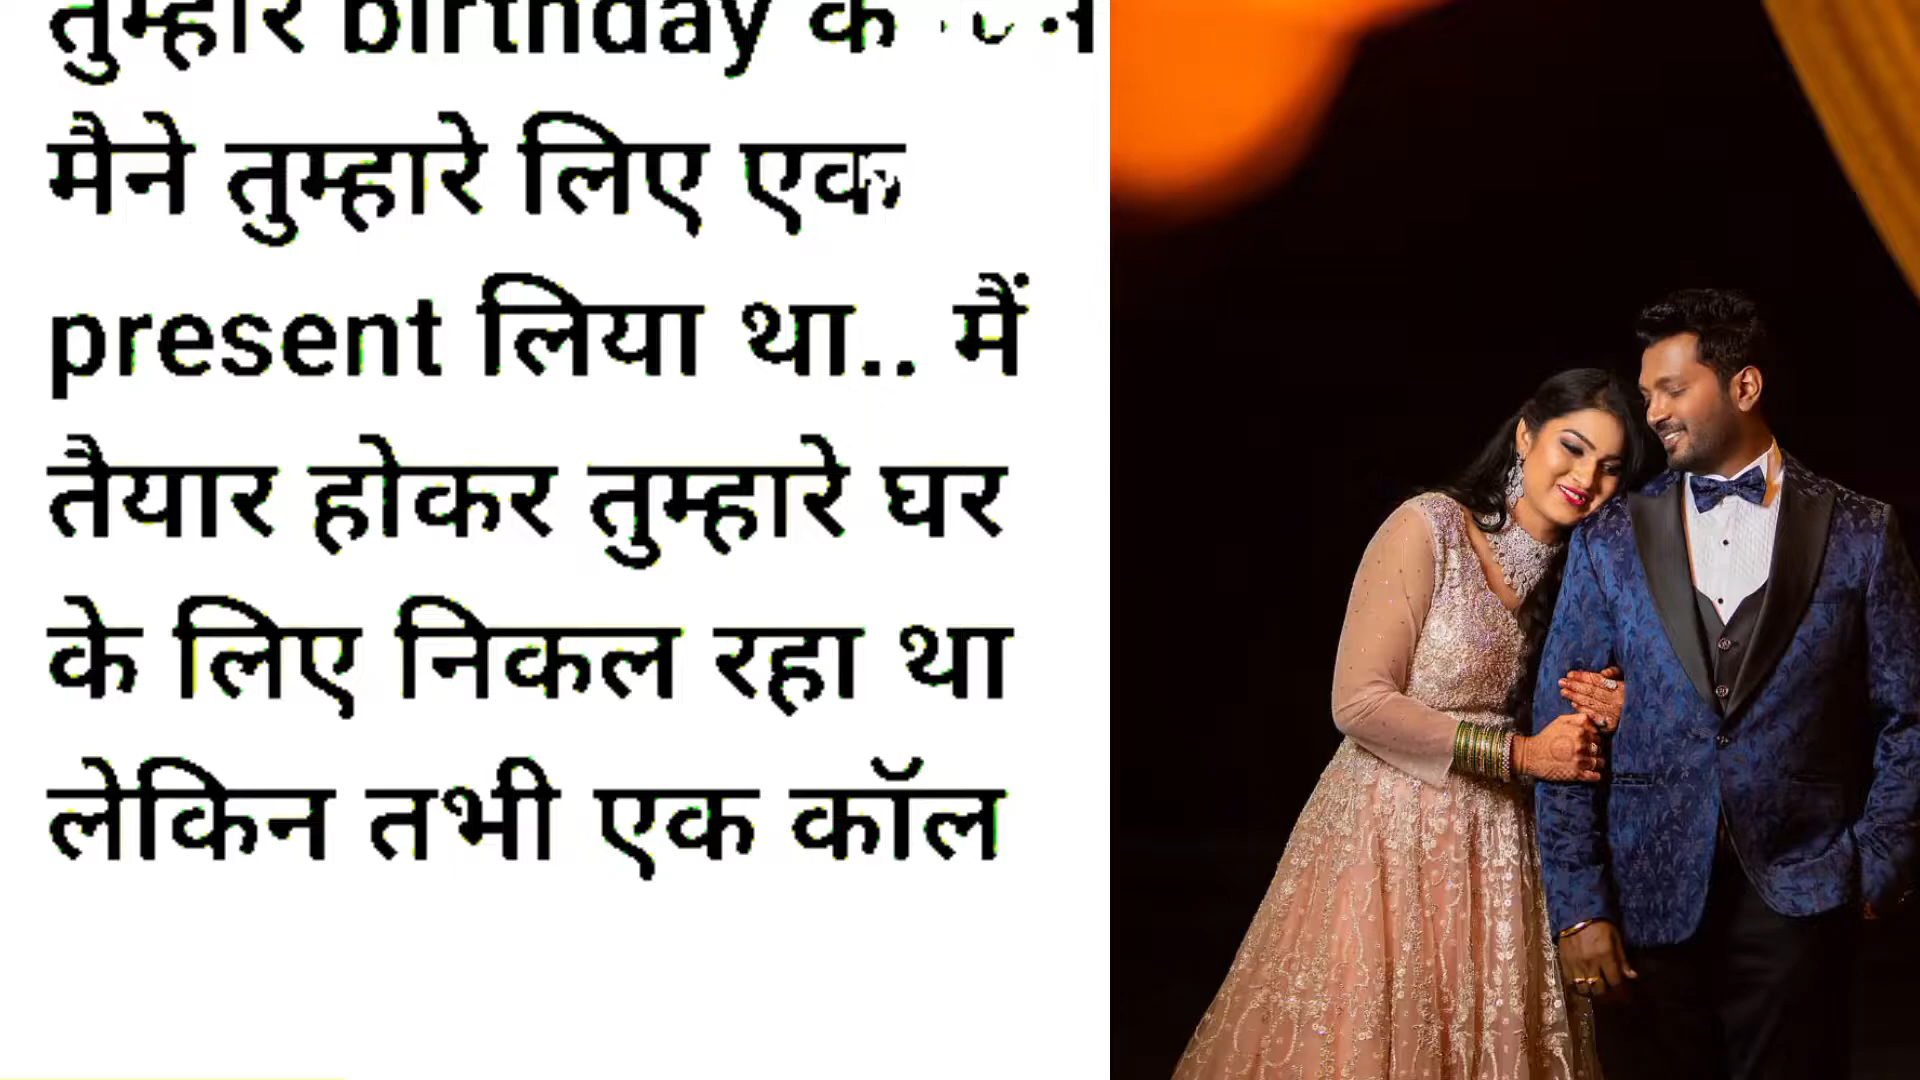 तुम्हारे birthday के
मैने तुम्हारे लिए एक
present लिया था.. मैं
तैयार होकर तुम्हारे घर
के लिए निकल रहा था
लेकिन तभी एक कॉल